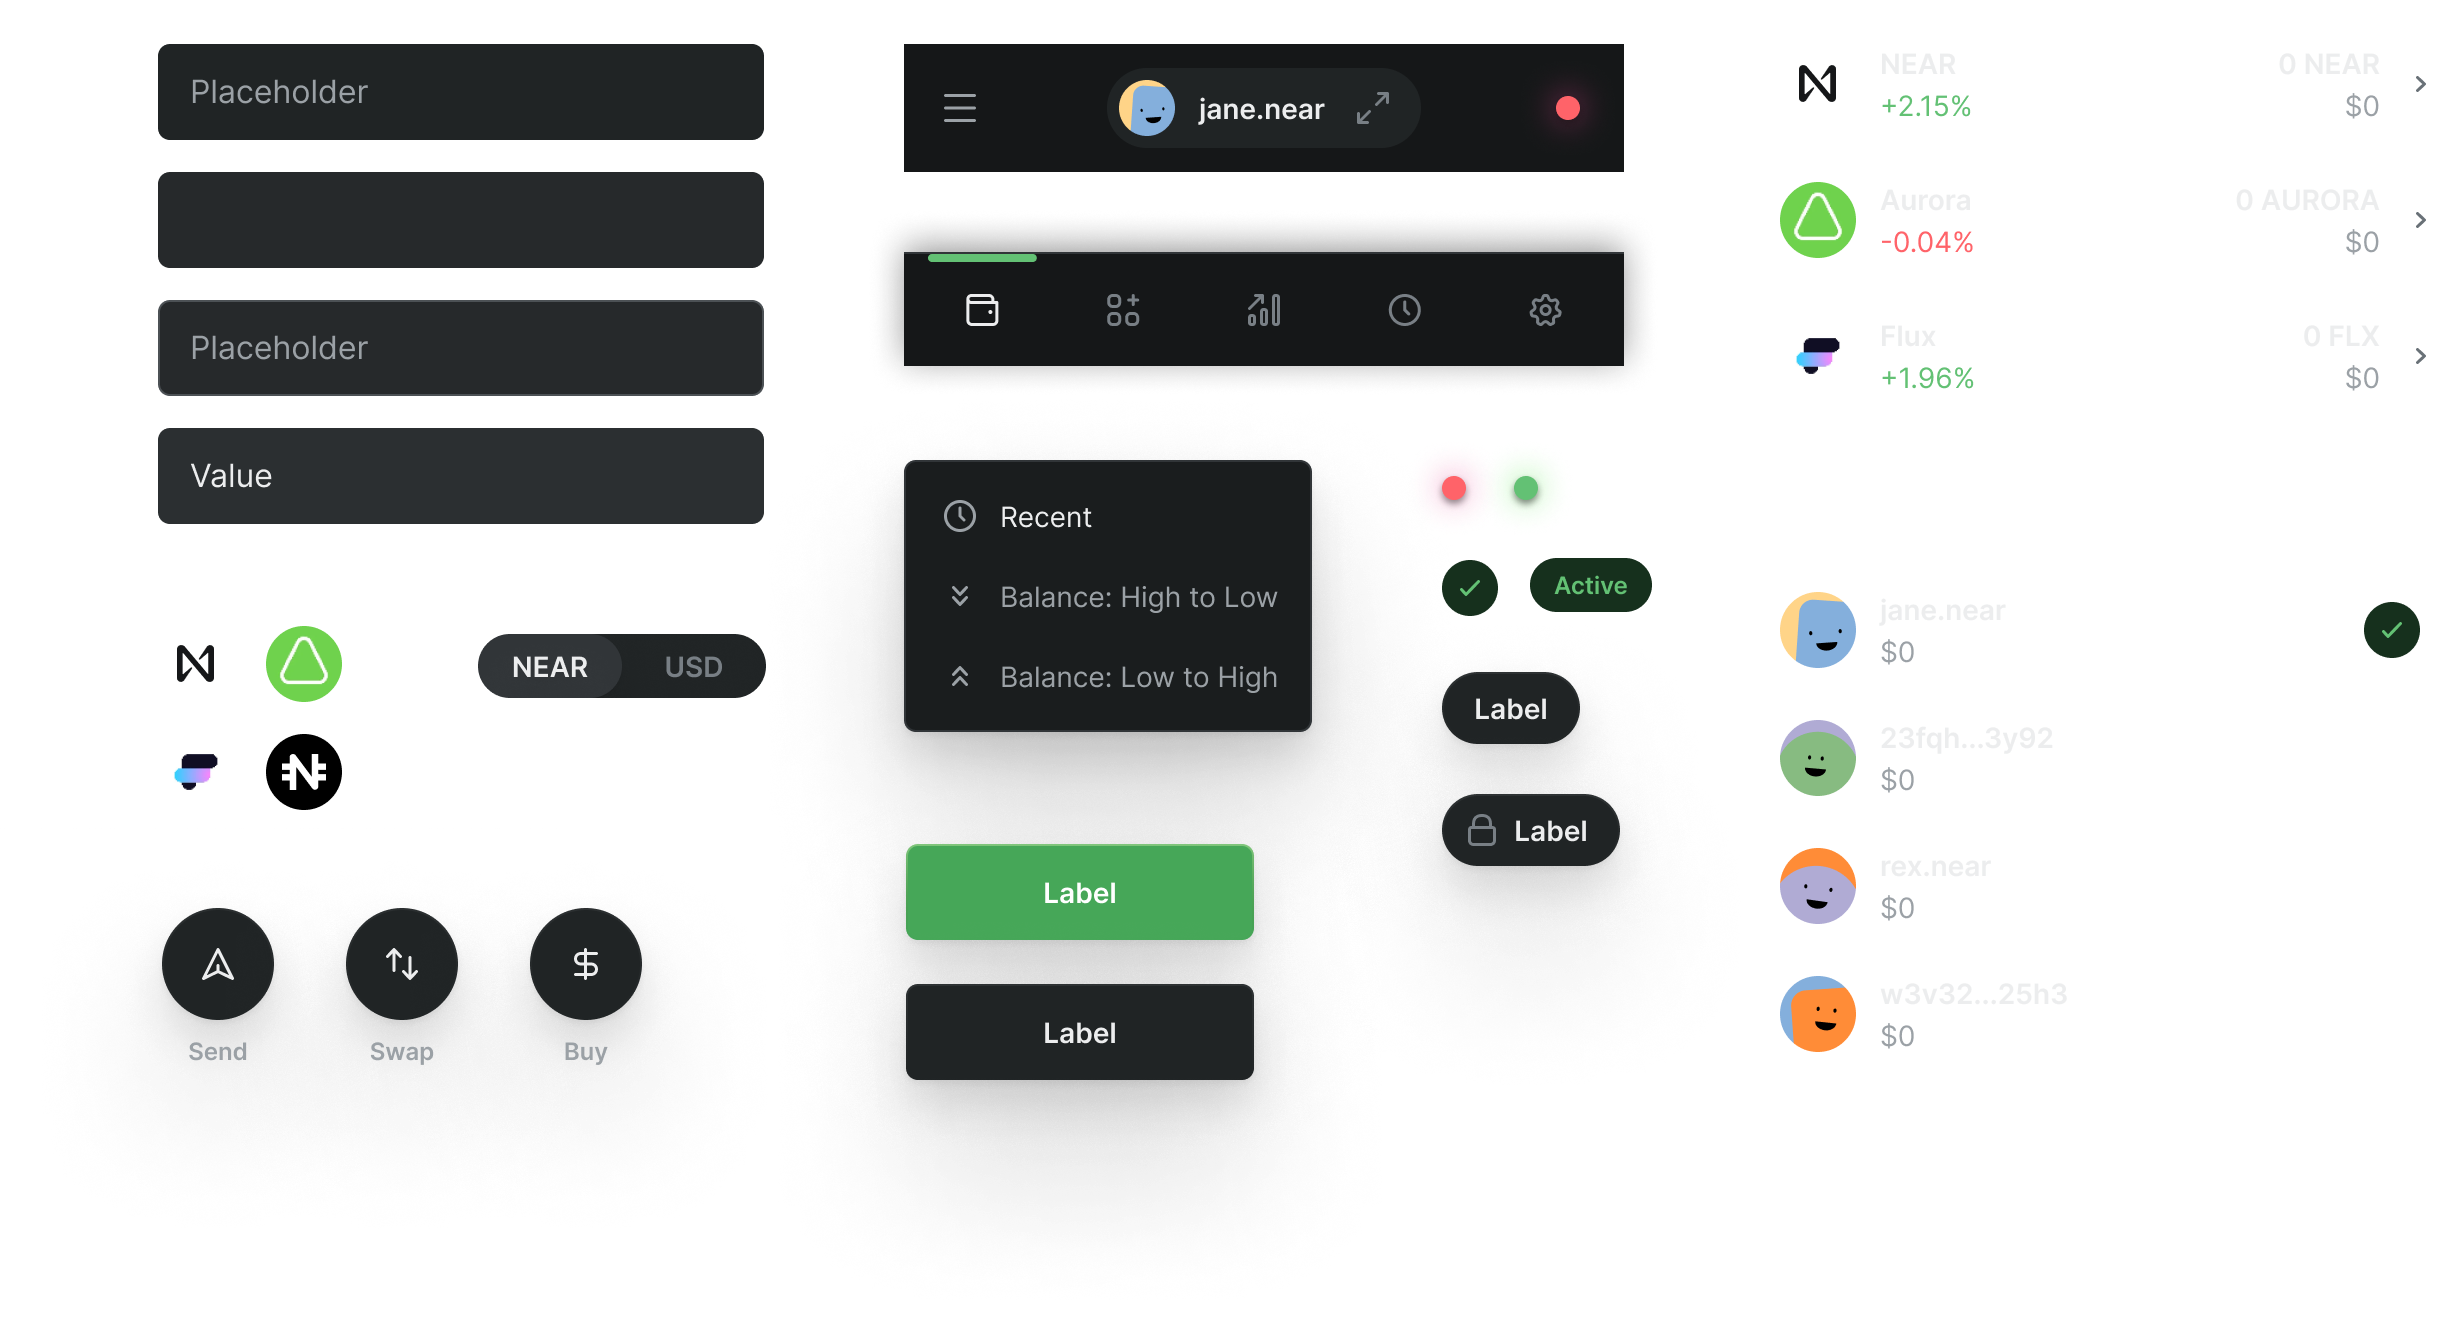 Placeholder
Placeholder
Value
NEAR USD
Send Swap Buy
jane.near
Recent
Balance: High to Low
Balance: Low to High
Label
Label
Active
Label
Label
NEAR 0 NEAR
+2.15% $0
Aurora 0 AURORA
-0.04% $0
Flux 0 FLX
+1.96% $0
jane.near
$0
23fqh...3y92
$0
rex.near
$0
w3v32...25h3
$0